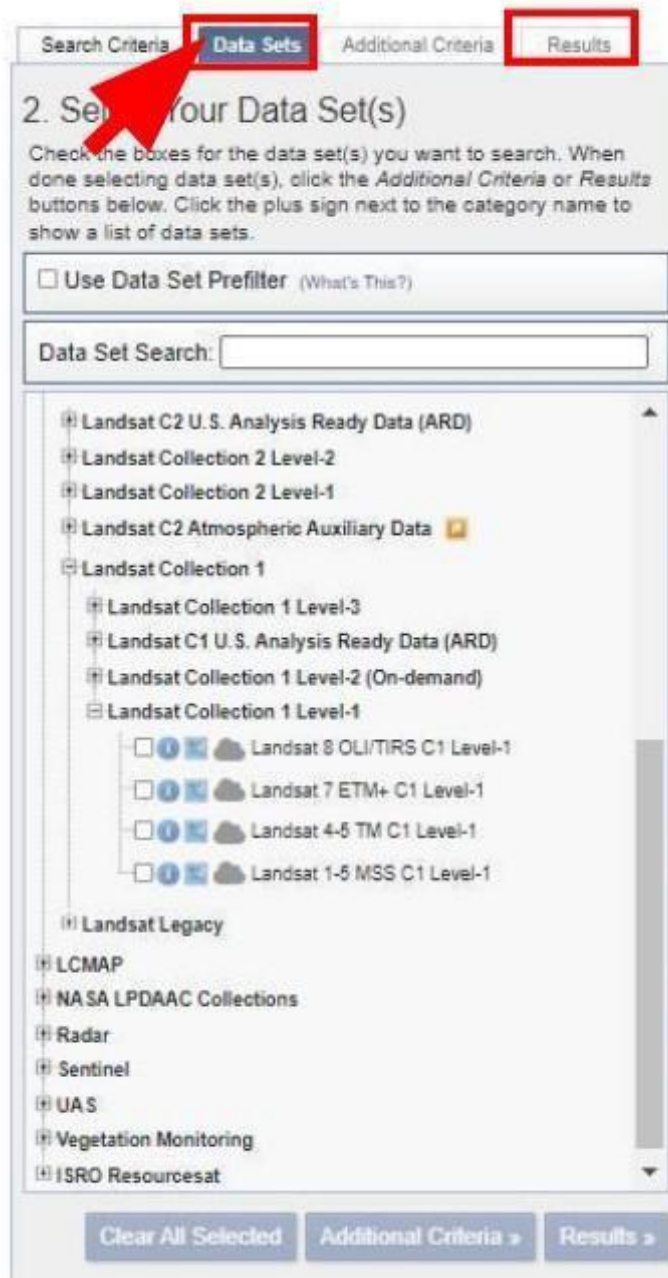 Search Criteria Data Sets Additional Criteria Results
2. Se Your Data Set(s)
Check the boxes for the data set(s) you want to search. When
done selecting data set(s), click the Additional Criteria or Results
buttons below. Click the plus sign next to the category name to
show a list of data sets.
Use Data Set Prefilter (What's This?)
Data Set Search:
Landsat C2 U.S. Analysis Ready Data (ARD)
Landsat Collection 2 Level-2
Landsat Collection 2 Level-1
Landsat C2 Atmospheric Auxiliary Data
Landsat Collection 1
Landsat Collection 1 Level-3
Landsat C1 U.S. Analysis Ready Data (ARD)
Landsat Collection 1 Level-2 (On-demand)
Landsat Collection 1 Level-1
Landsat 8 OLI/TIRS C1 Level-1
Landsat 7 ETM+ C1 Level-1
Landsat 4-5 TM C1 Level-1
Landsat 1-5 MSS C1 Level-1
Landsat Legacy
LCMAP
NASA LPDAAC Collections
Radar
Sentinel
UAS
Vegetation Monitoring
ISRO Resourcesat
Clear All Selected Additional Criteria » Results »